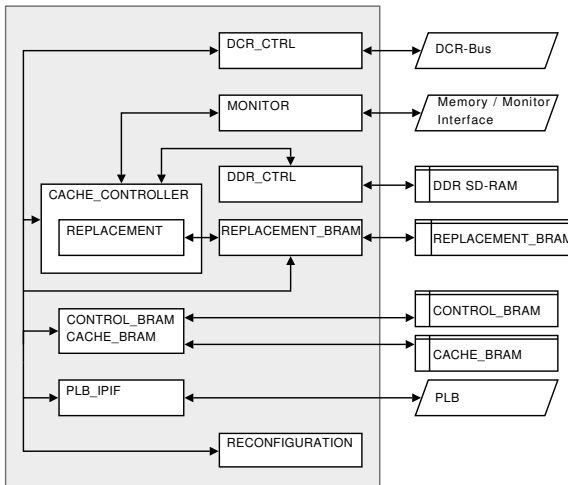 DCR_CTRL
DCR-Bus
MONITOR
Memory / Monitor
Interface
DDR_CTRL
DDR SD-RAM
CACHE_CONTROLLER
REPLACEMENT
REPLACEMENT_BRAM
REPLACEMENT_BRAM
CONTROL_BRAM
CACHE_BRAM
CONTROL_BRAM
CACHE_BRAM
PLB_IPIF
PLB
RECONFIGURATION